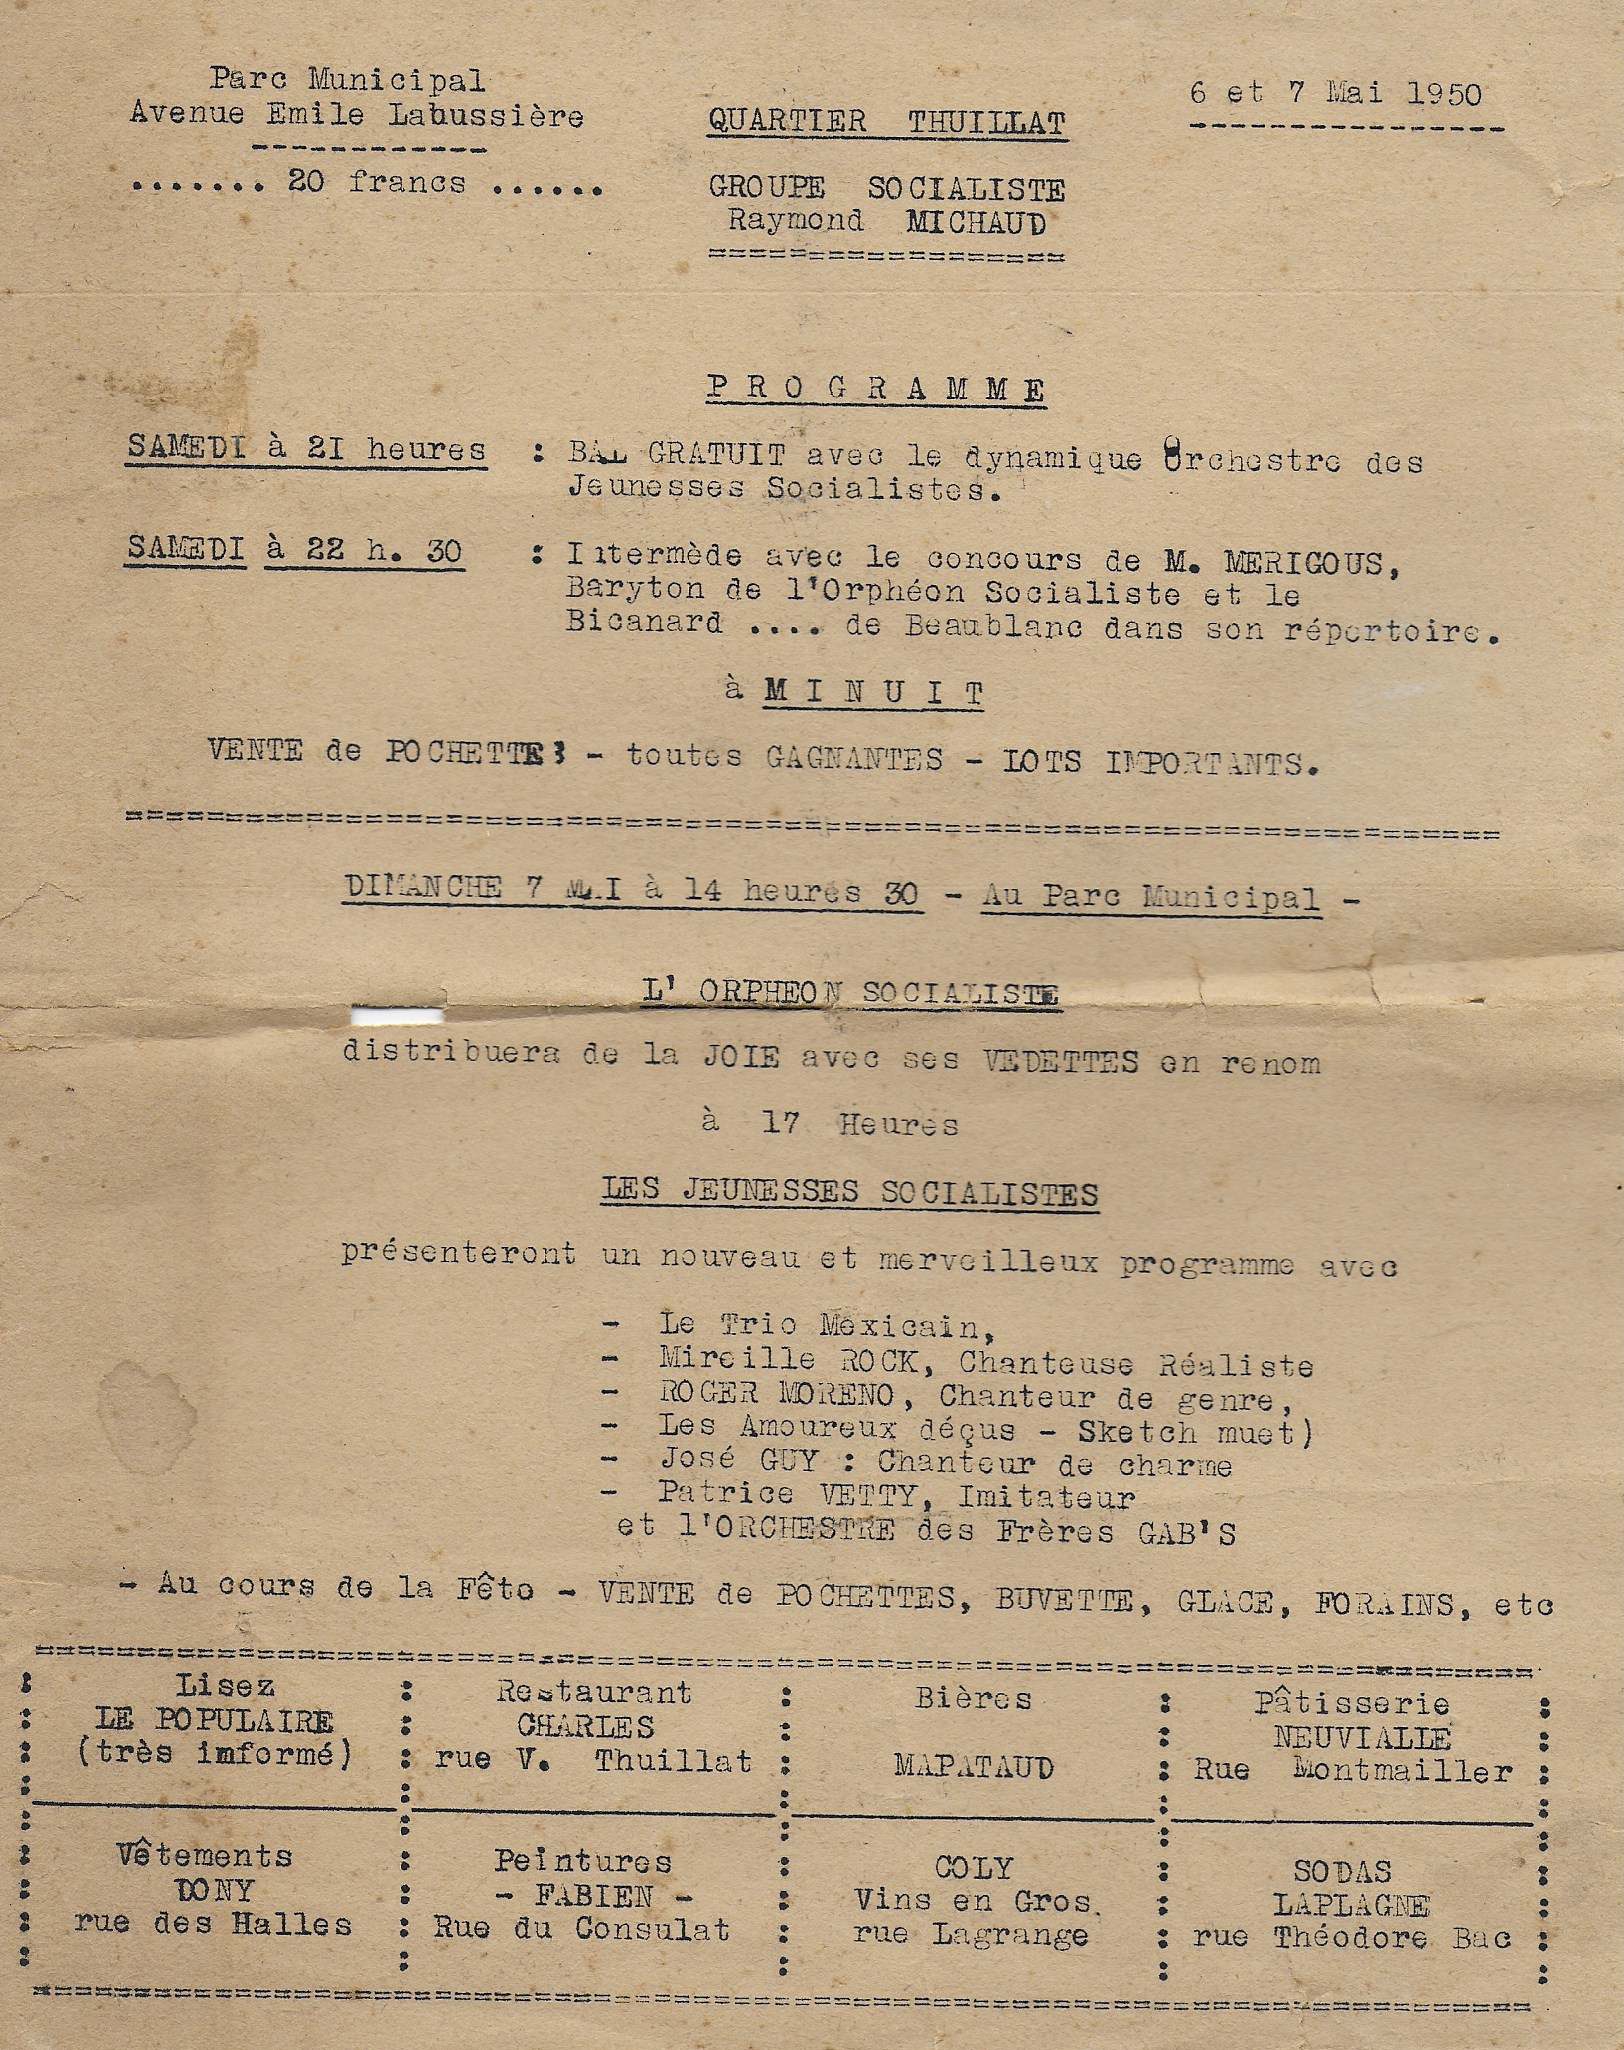 Parc Municipal
Avenue Emile Labussière
------------
....... 20 francs ......
QUARTIER THUILLAT
GROUPE SOCIALISTE
Raymond MICHAUD
==================
6 et 7 Mai 1950
----------------
PROGRAMME
SAMEDI à 21 heures : BAL GRATUIT avec le dynamique Orchestre des
Jeunesses Socialistes.
SAMEDI à 22 h. 30 : Intermède avec le concours de M. MERIGOUS,
Baryton de l'Orphéon Socialiste et le
Bicanard .... de Beaublanc dans son répertoire.
à MINUIT
VENTE de POCHETTES - toutes GAGNANTES - LOTS IMPORTANTS.
DIMANCHE 7 MAI à 14 heures 30 - Au Parc Municipal -
L' ORPHEON SOCIALISTE
distribuera de la JOIE avec ses VEDETTES en renom
à 17 Heures
LES JEUNESSES SOCIALISTES
présenteront un nouveau et merveilleux programme avec
- Le Trio Mexicain,
- Mireille ROCK, Chanteuse Réaliste
- ROGER MORENO, Chanteur de genre,
- Les Amoureux déçus - Sketch muet)
- José GUY : Chanteur de charme
- Patrice VETTY, Imitateur
et l'ORCHESTRE des Frères GAB'S
- Au cours de la Fête - VENTE de POCHETTES, BUVETTE, GLACE, FORAINS, etc
Lisez
LE POPULAIRE
(très imformé)
Restaurant
CHARLES
rue V. Thuillat
Bières
MAPATAUD
Pâtisserie
NEUVIALLE
Rue Montmailler
Vêtements
DONY
rue des Halles
Peintures
- FABIEN -
Rue du Consulat
COLY
Vins en Gros.
rue Lagrange
SODAS
LAPLAGNE
rue Théodore Bac